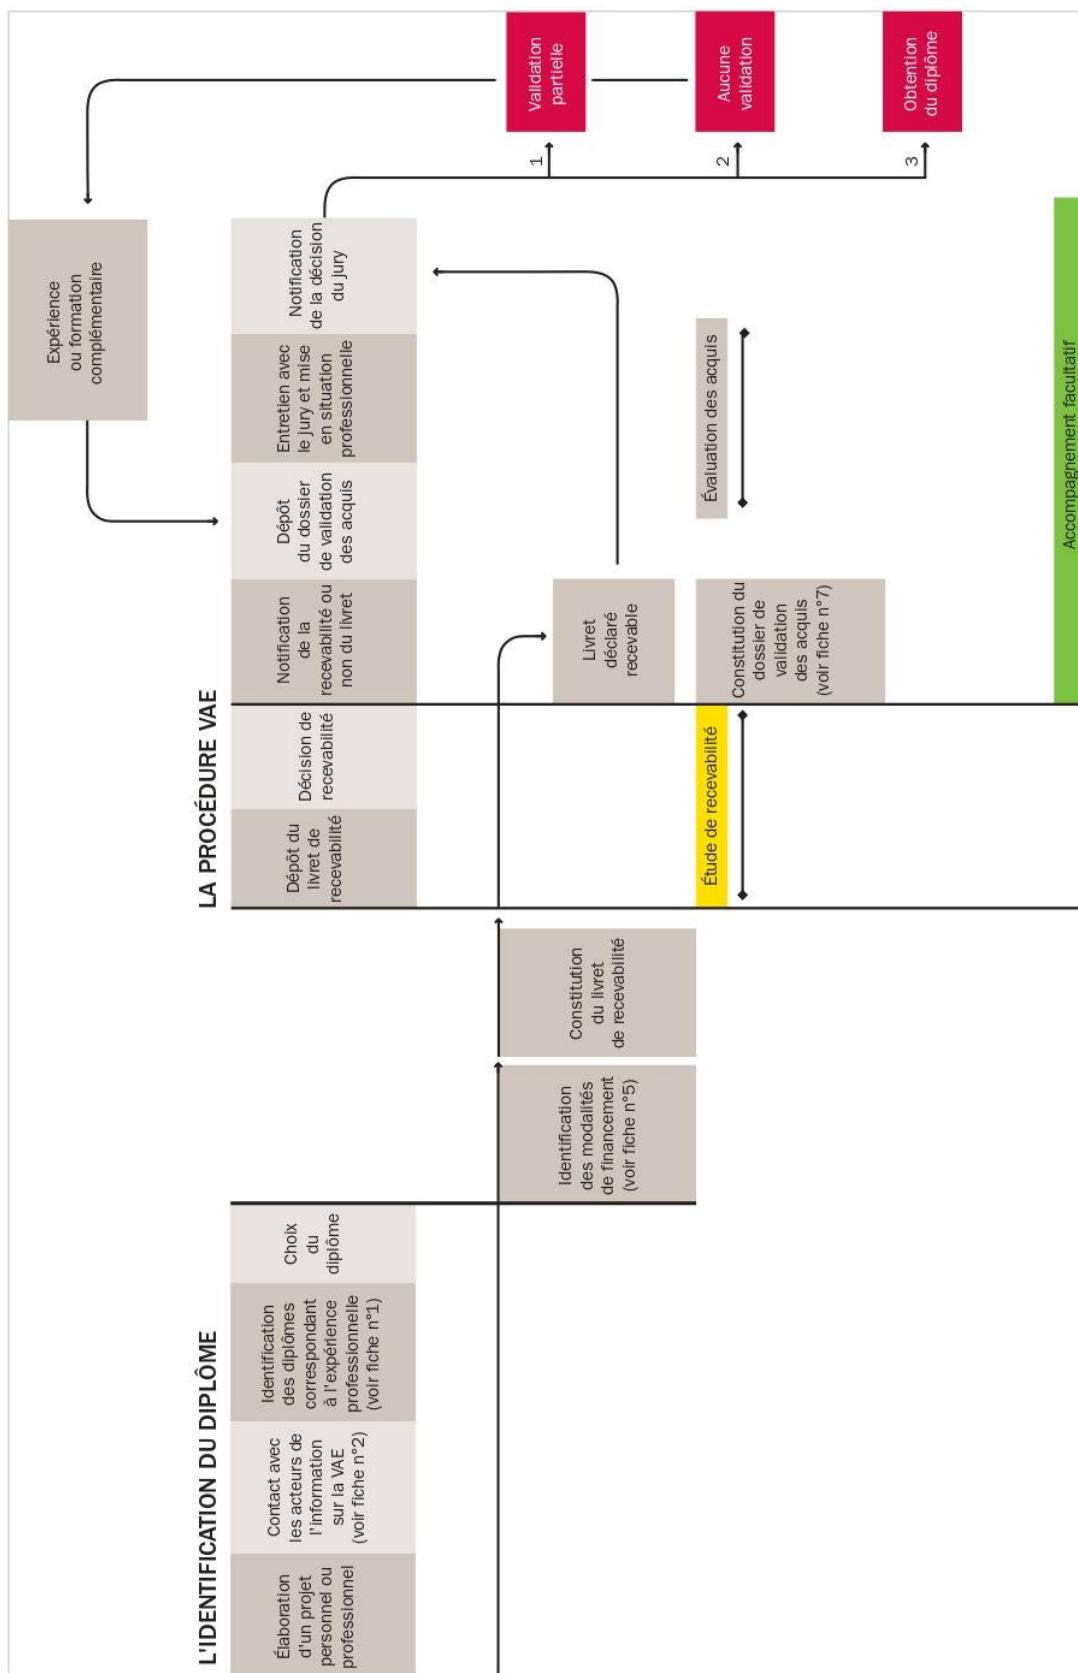 L'IDENTIFICATION DU DIPLÔME
Élaboration
d'un projet
personnel ou
professionnel
Contact avec
les acteurs de
l'information
sur la VAE
(voir fiche n°2)
Identification
des diplômes
correspondant
à l'expérience
professionnelle
(voir fiche n°1)
Choix
du
diplôme
Identification
des modalités
de financement
(voir fiche n°5)
Constitution
du livret
de recevabilité
LA PROCÉDURE VAE
Dépôt du
livret de
recevabilité
Décision de
recevabilité
Notification
de la
recevabilité ou
non du livret
Dépôt
du dossier
de validation
des acquis
Entretien avec
le jury et mise
en situation
professionnelle
Notification
de la décision
du jury
Expérience
ou formation
complémentaire
Livret
déclaré
recevable
Étude de recevabilité
Constitution du
dossier de
validation
des acquis
(voir fiche n°7)
Évaluation des acquis
1
Validation
partielle
2
Aucune
validation
3
Obtention
du diplôme
Accompagnement facultatif